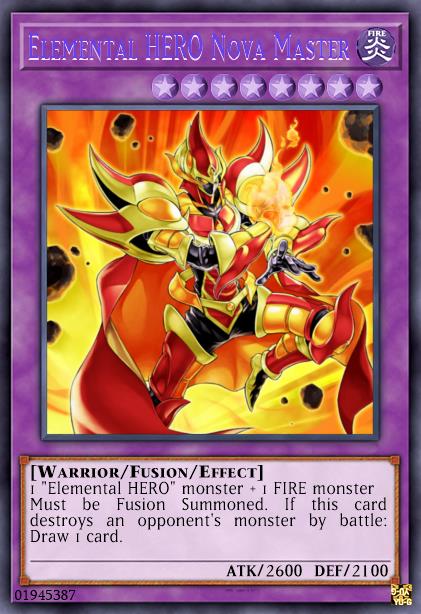 Elemental HERO Nova Master
FIRE
炎
[Warrior/Fusion/Effect]
1 "Elemental HERO" monster + 1 FIRE monster
Must be Fusion Summoned. If this card
destroys an opponent's monster by battle:
Draw 1 card.
ATK/2600 DEF/2100
01945387